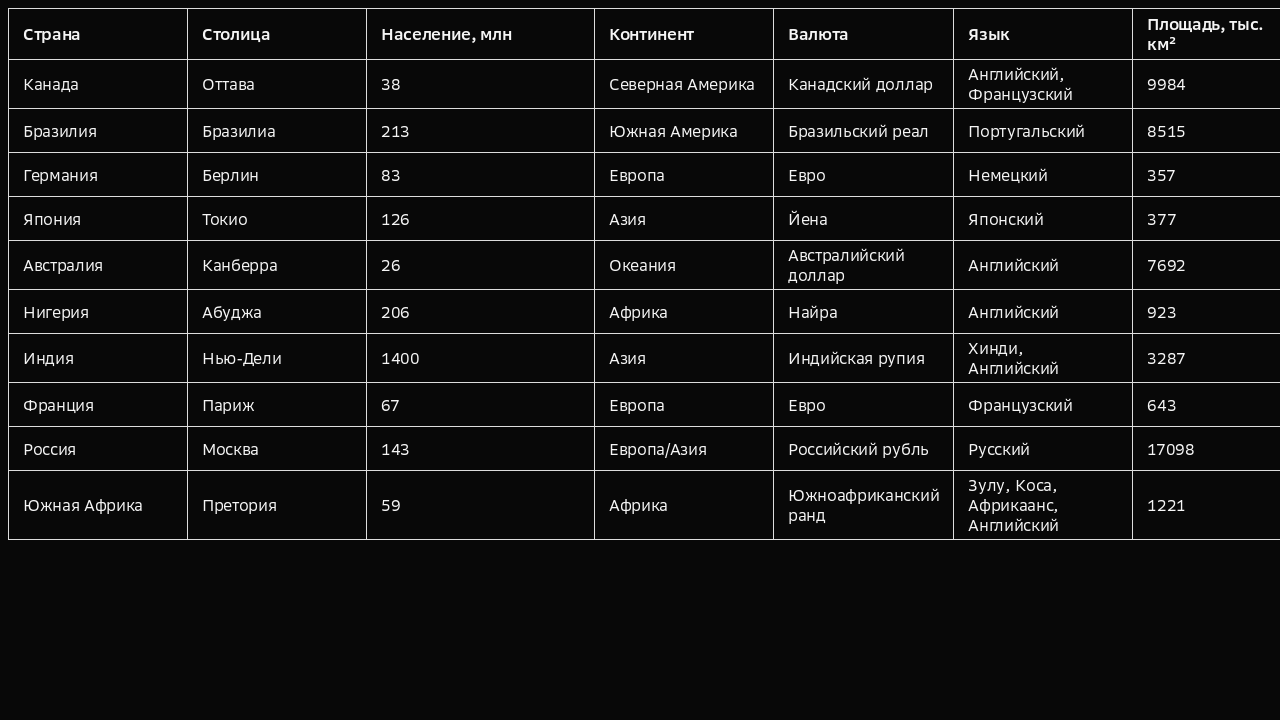 Страна Столица Население, млн Континент Валюта Язык Площадь, тыс. км²
Канада Оттава 38 Северная Америка Канадский доллар Английский, Французский 9984
Бразилия Бразилиа 213 Южная Америка Бразильский реал Португальский 8515
Германия Берлин 83 Европа Евро Немецкий 357
Япония Токио 126 Азия Йена Японский 377
Австралия Канберра 26 Океания Австралийский доллар Английский 7692
Нигерия Абуджа 206 Африка Найра Английский 923
Индия Нью-Дели 1400 Азия Индийская рупия Хинди, Английский 3287
Франция Париж 67 Европа Евро Французский 643
Россия Москва 143 Европа/Азия Российский рубль Русский 17098
Южная Африка Претория 59 Африка Южноафриканский ранд Зулу, Коса, Африкаанс, Английский 1221